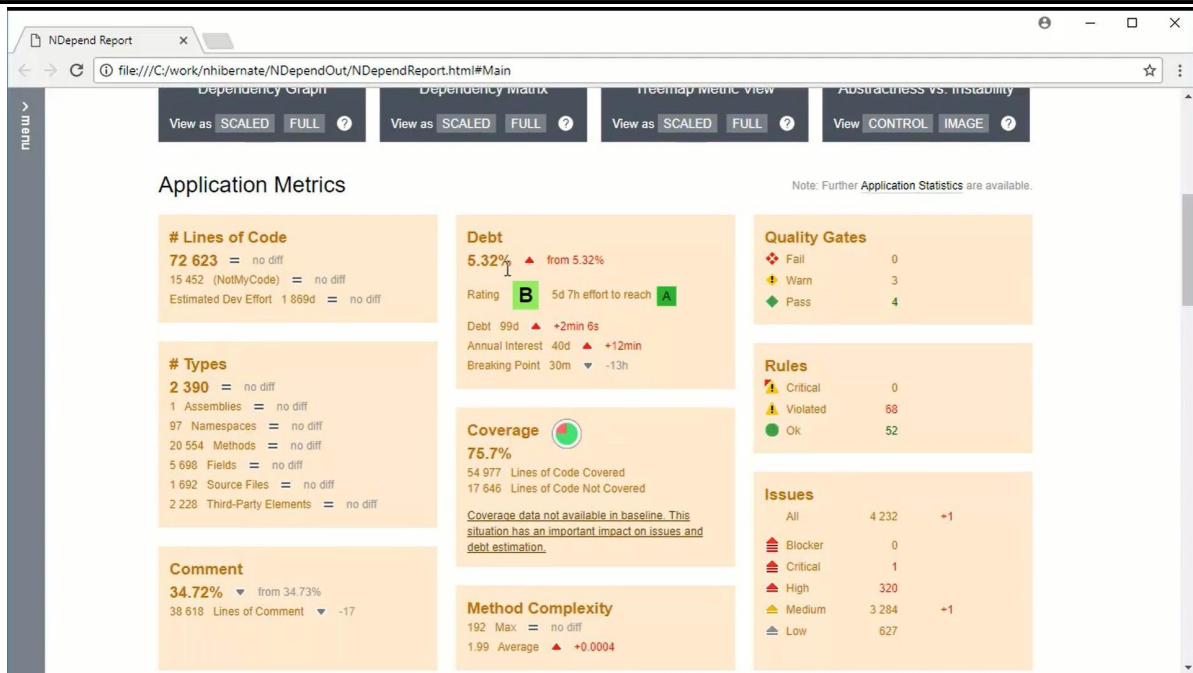 NDepend Report
file:///C:/work/nhibernate/NDependOut/NDependReport.html#Main
> menu
Dependency Graph
View as SCALED FULL ?
Dependency Matrix
View as SCALED FULL ?
Treemap Metric View
View as SCALED FULL ?
Abstractness vs. Instability
View CONTROL IMAGE ?
Application Metrics
Note: Further Application Statistics are available.
# Lines of Code
72 623 = no diff
15 452 (NotMyCode) = no diff
Estimated Dev Effort 1 869d = no diff
# Types
2 390 = no diff
1 Assemblies = no diff
97 Namespaces = no diff
20 554 Methods = no diff
5 698 Fields = no diff
1 692 Source Files = no diff
2 228 Third-Party Elements = no diff
Comment
34.72% from 34.73%
38 618 Lines of Comment -17
Debt
5.32% from 5.32%
Rating B 5d 7h effort to reach A
Debt 99d +2min 6s
Annual Interest 40d +12min
Breaking Point 30m -13h
Coverage
75.7%
54 977 Lines of Code Covered
17 646 Lines of Code Not Covered
Coverage data not available in baseline. This
situation has an important impact on issues and
debt estimation.
Method Complexity
192 Max = no diff
1.99 Average +0.0004
Quality Gates
Fail 0
Warn 3
Pass 4
Rules
Critical 0
Violated 68
Ok 52
Issues
All 4 232 +1
Blocker 0
Critical 1
High 320
Medium 3 284 +1
Low 627